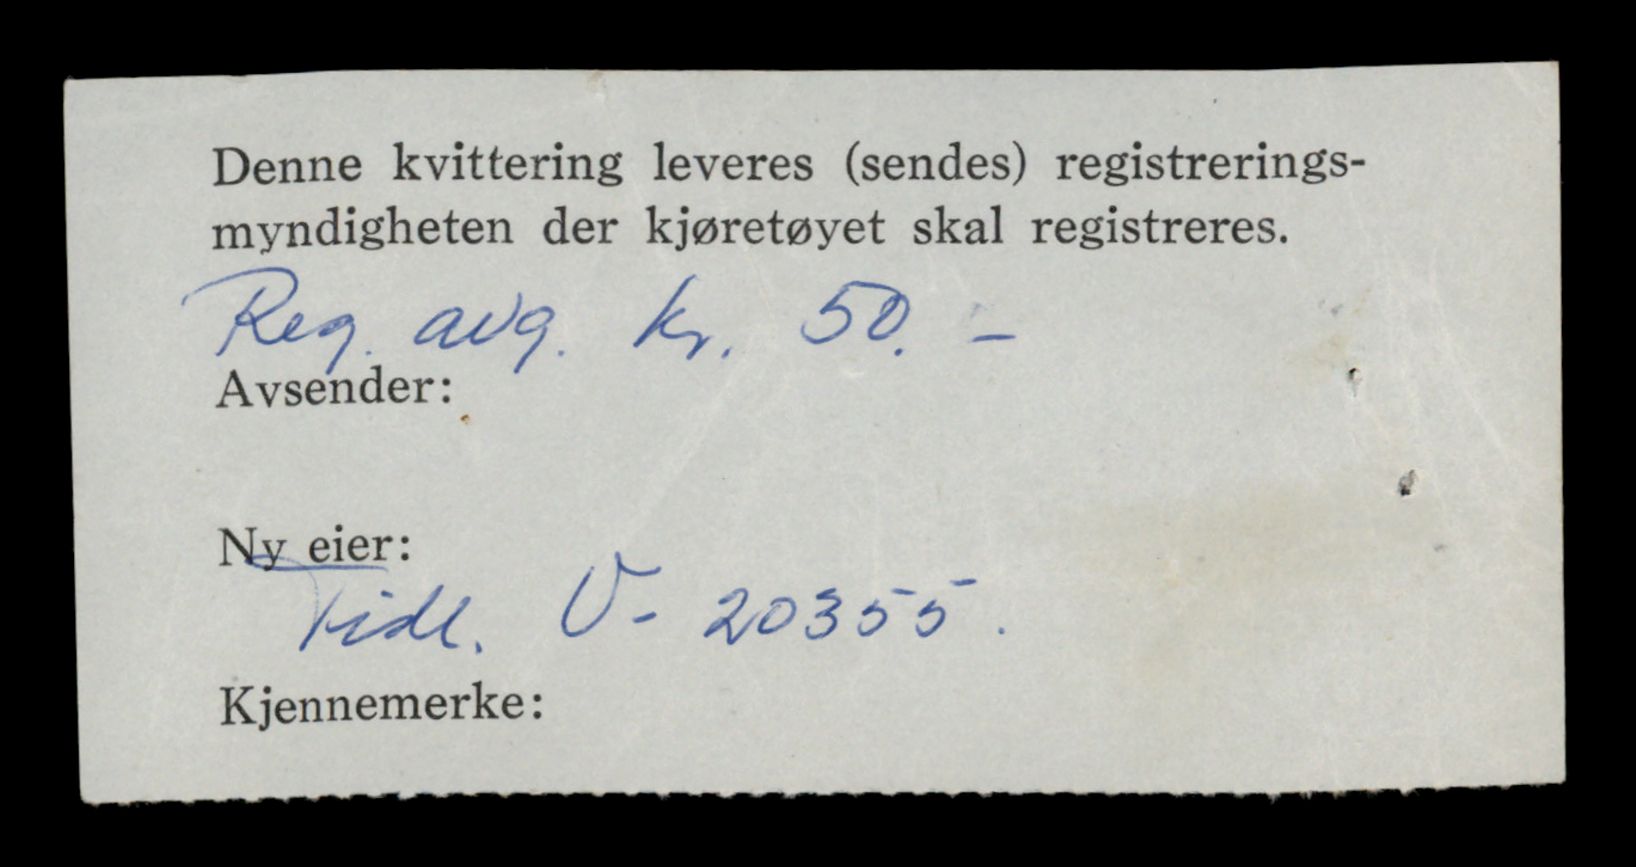 Denne kvittering leveres (sendes) registrerings-
myndigheten der kjøretøyet skal registreres.
Reg. avg. kr. 50. -
Avsender:
Ny eier:
Tidl. V- 20355.
Kjennemerke: